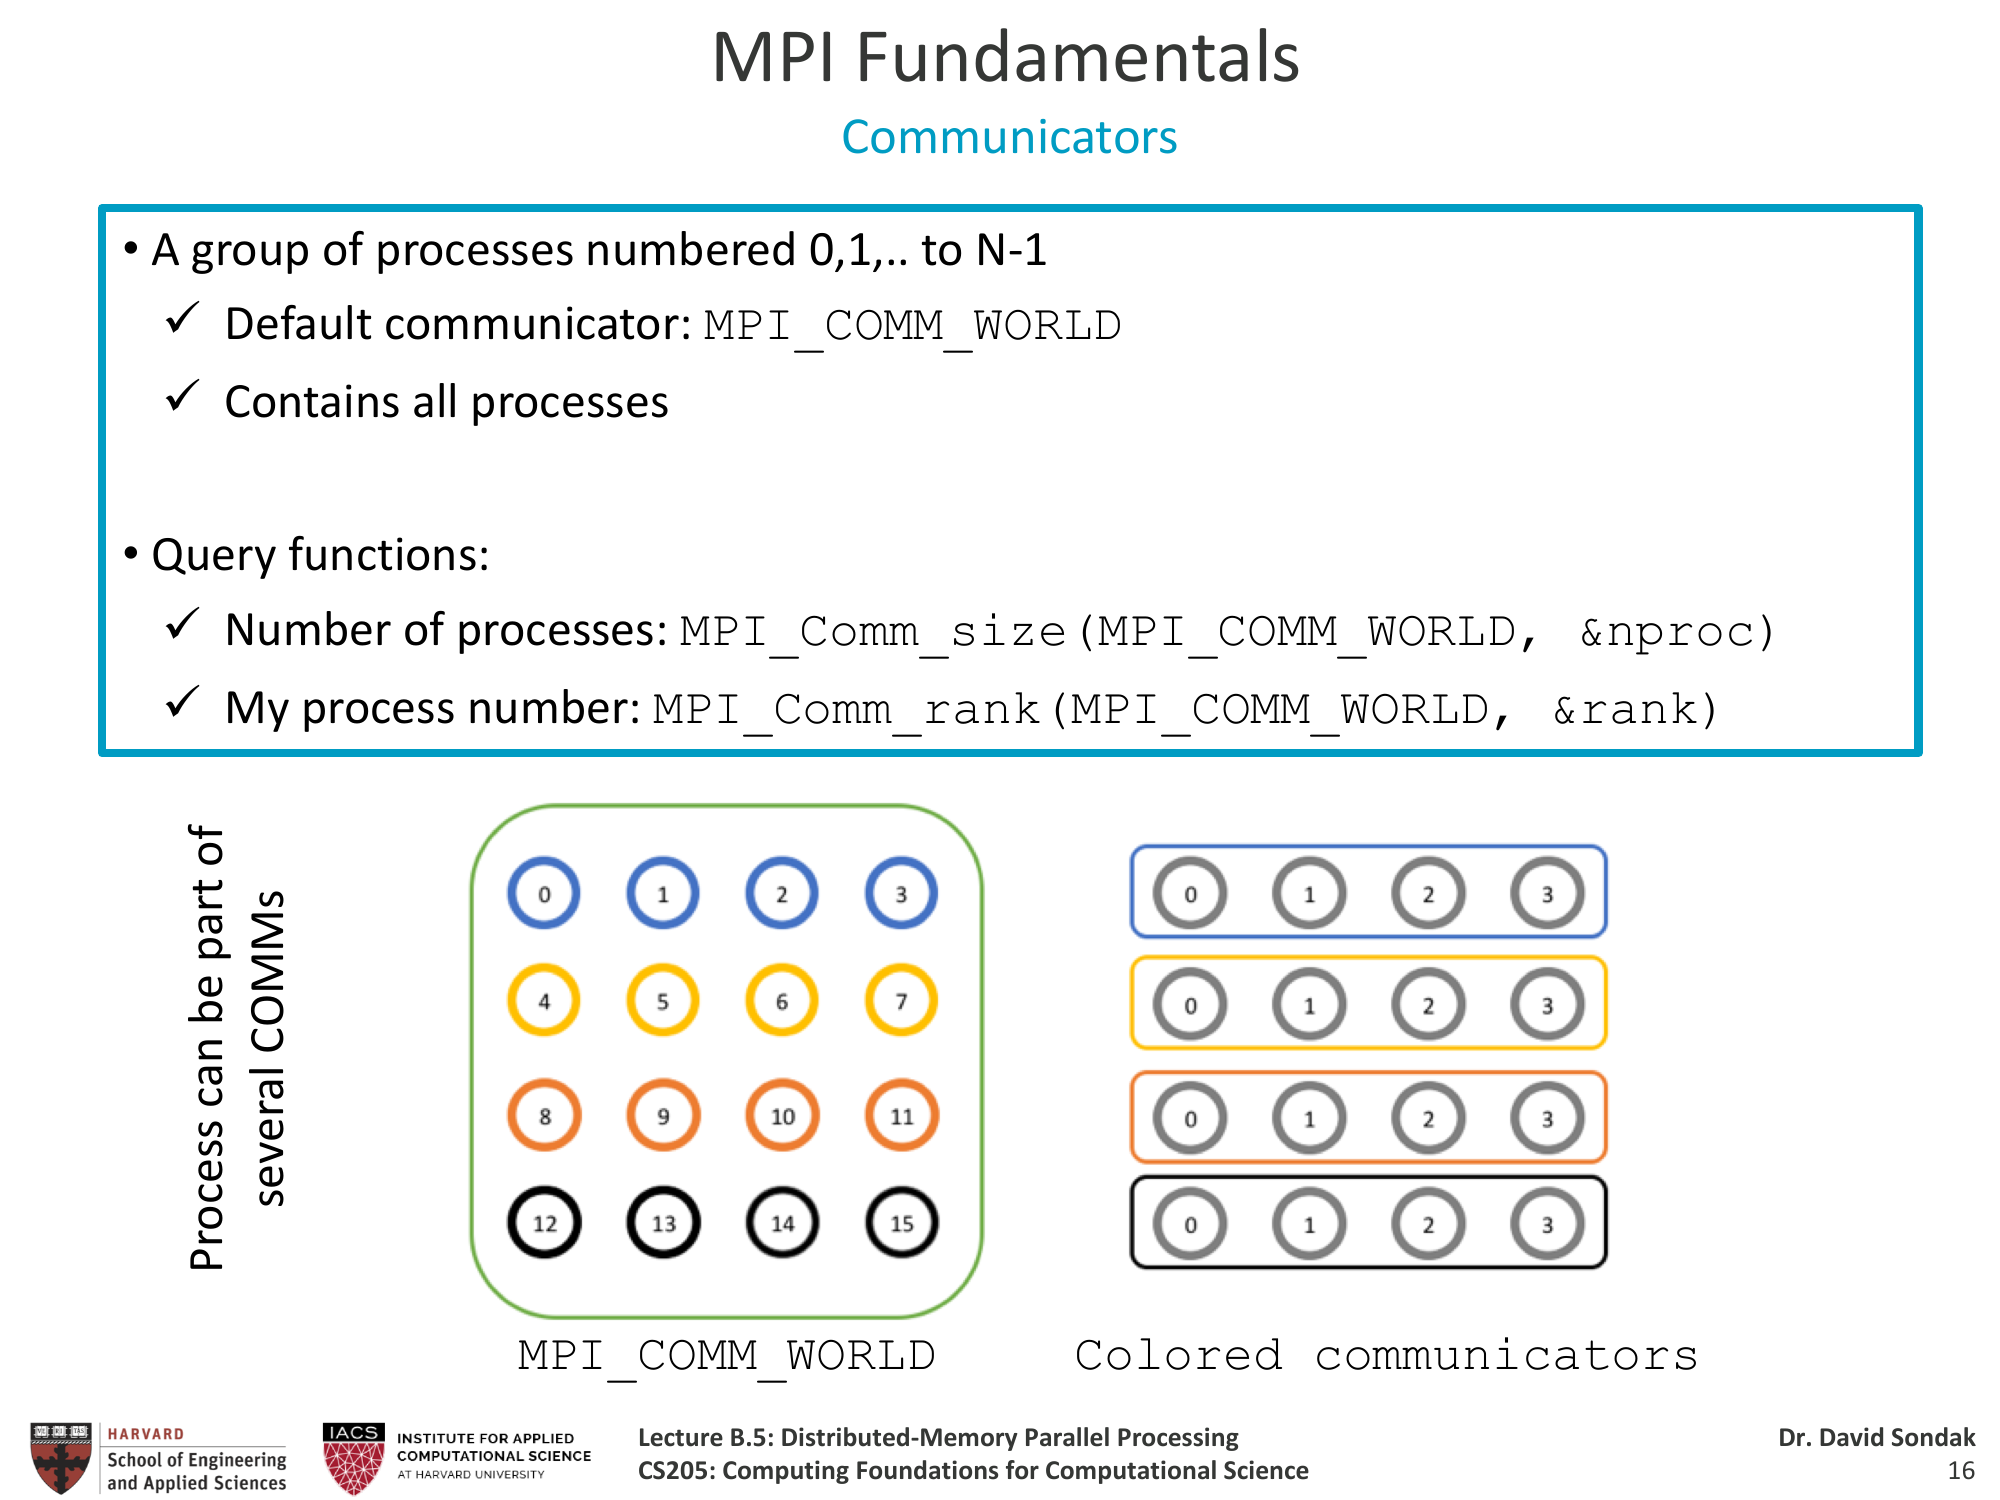 MPI Fundamentals
Communicators
• A group of processes numbered 0,1,.. to N-1
✓ Default communicator: MPI_COMM_WORLD
✓ Contains all processes
• Query functions:
✓ Number of processes: MPI_Comm_size(MPI_COMM_WORLD, &nproc)
✓ My process number: MPI_Comm_rank(MPI_COMM_WORLD, &rank)
Process can be part of
several COMMs
0 1 2 3
4 5 6 7
8 9 10 11
12 13 14 15
MPI_COMM_WORLD
0 1 2 3
0 1 2 3
0 1 2 3
0 1 2 3
Colored communicators
HARVARD
School of Engineering
and Applied Sciences
IACS
INSTITUTE FOR APPLIED
COMPUTATIONAL SCIENCE
AT HARVARD UNIVERSITY
Lecture B.5: Distributed-Memory Parallel Processing
CS205: Computing Foundations for Computational Science
Dr. David Sondak
16